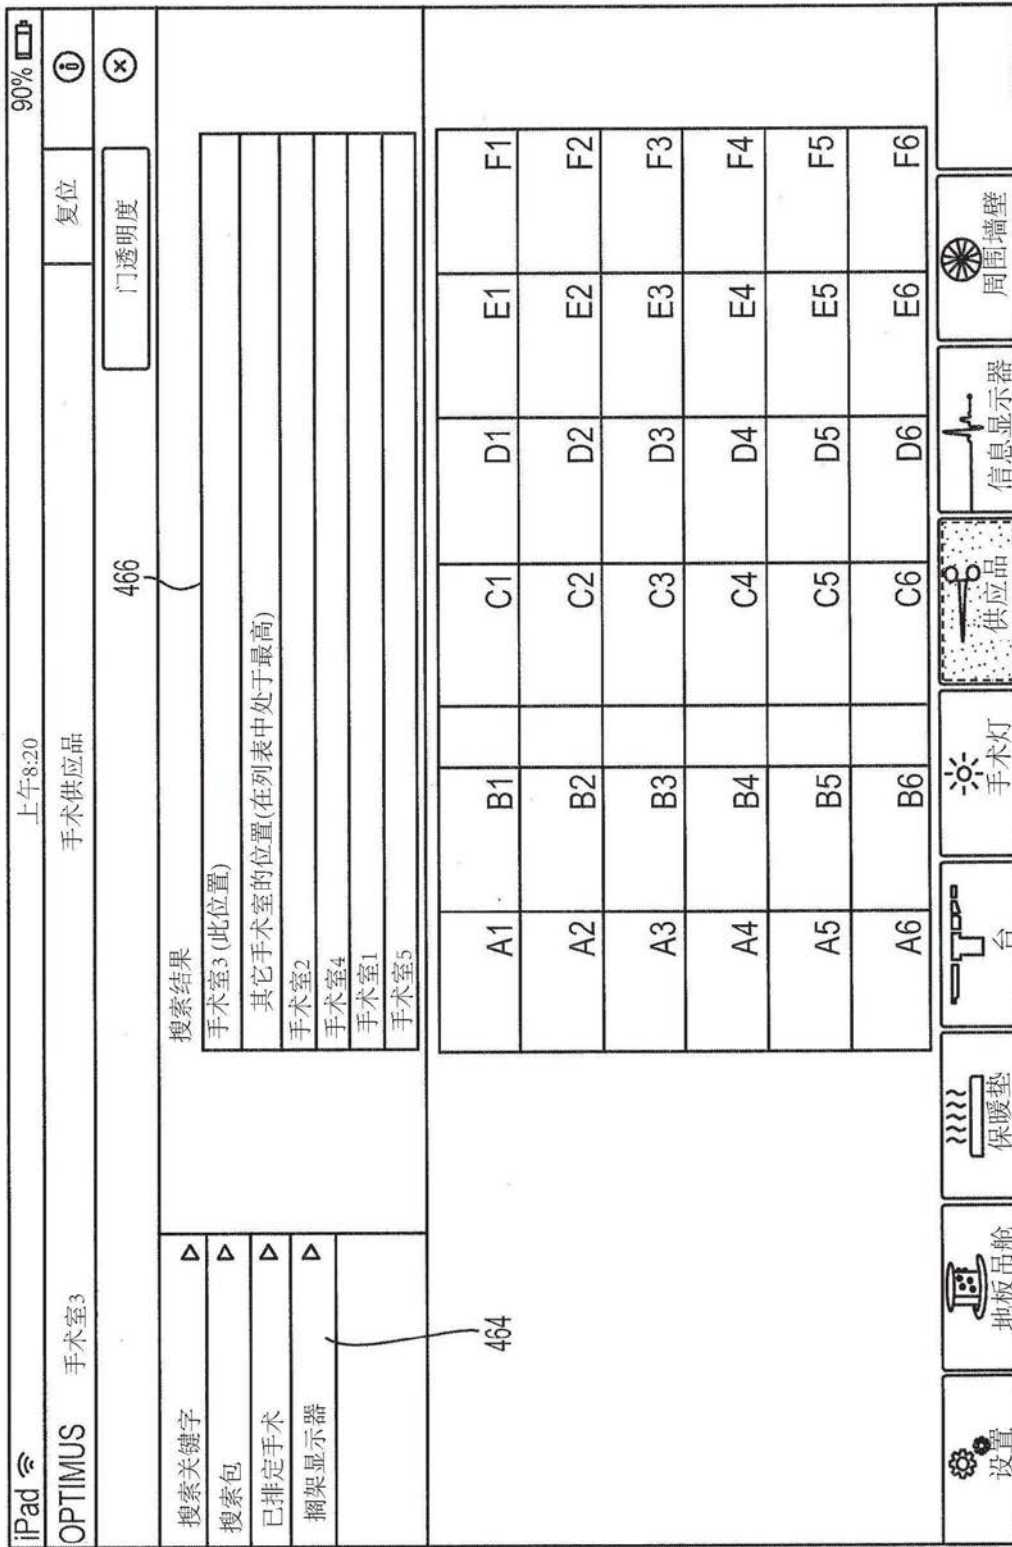 iPad 上午8:20 90%
OPTIMUS 手术室3 手术供应品 复位
门透明度
搜索关键字
搜索包
已排定手术
搁架显示器
464
搜索结果
466
手术室3 (此位置)
其它手术室的位置(在列表中处于最高)
手术室2
手术室4
手术室1
手术室5
A1 B1 C1 D1 E1 F1
A2 B2 C2 D2 E2 F2
A3 B3 C3 D3 E3 F3
A4 B4 C4 D4 E4 F4
A5 B5 C5 D5 E5 F5
A6 B6 C6 D6 E6 F6
设置 地板吊舱 保暖垫 台 手术灯 供应品 信息显示器 周围墙壁